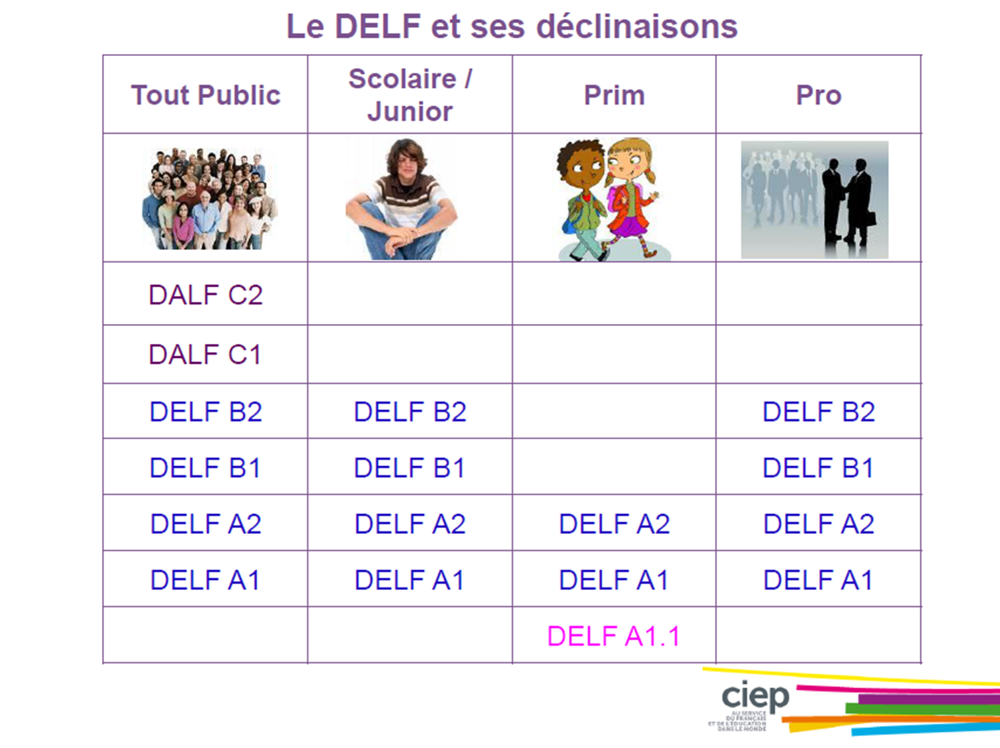 Le DELF et ses déclinaisons
Tout Public
Scolaire /
Junior
Prim
Pro
DALF C2
DALF C1
DELF B2
DELF B2
DELF B2
DELF B1
DELF B1
DELF B1
DELF A2
DELF A2
DELF A2
DELF A2
DELF A1
DELF A1
DELF A1
DELF A1
DELF A1.1
ciep
AU SERVICE
DU FRANÇAIS
ET DE L'ÉDUCATION
DANS LE MONDE